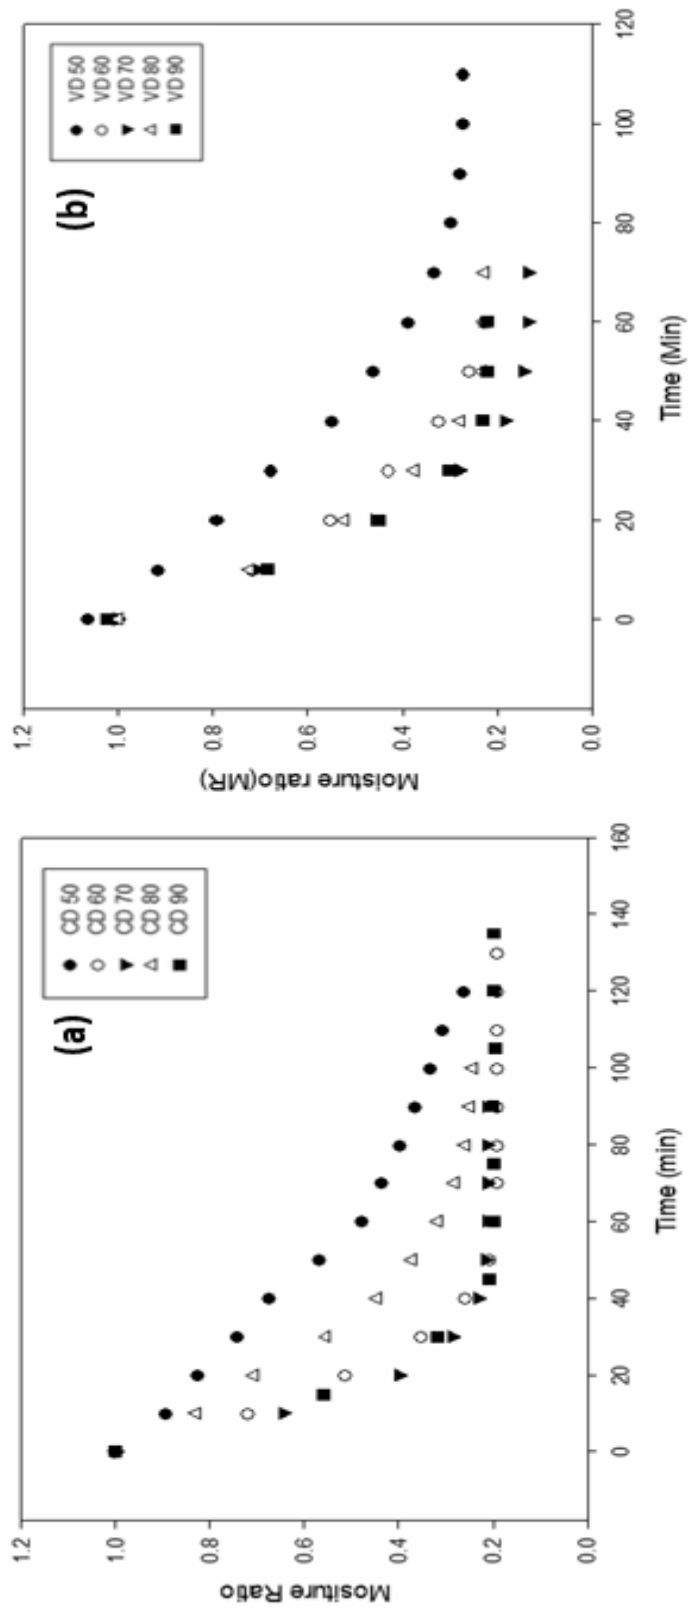 (a)
CD 50
CD 60
CD 70
CD 80
CD 90
1.2
1.0
0.8
0.6
0.4
0.2
0.0
Mositure Ratio
0
20
40
60
80
100
120
140
160
Time (min)
(b)
VD 50
VD 60
VD 70
VD 80
VD 90
1.2
1.0
0.8
0.6
0.4
0.2
0.0
Moisture ratio(MR)
0
20
40
60
80
100
120
Time (Min)